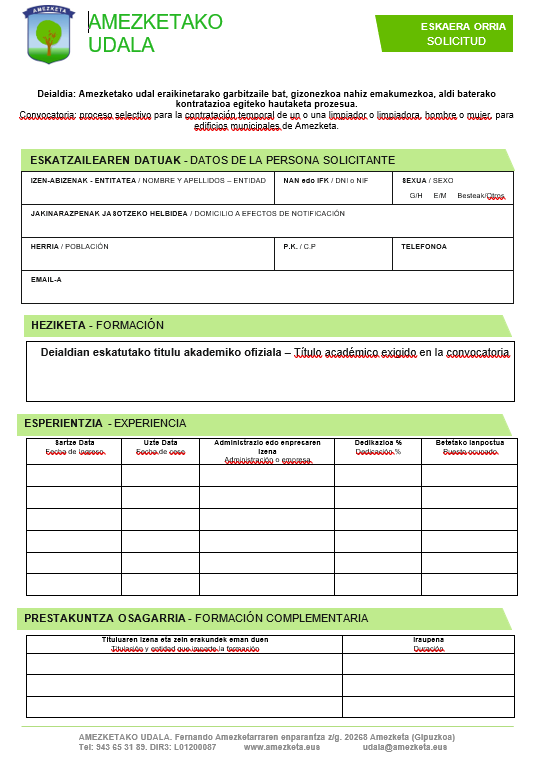 AMEZKETA
AMEZKETAKO
UDALA
ESKAERA ORRIA
SOLICITUD
Deialdia: Amezketako udal eraikinetarako garbitzaile bat, gizonezkoa nahiz emakumezkoa, aldi baterako
kontratazioa egiteko hautaketa prozesua.
Convocatoria: proceso selectivo para la contratación temporal de un o una limpiador o limpiadora, hombre o mujer, para
edificios municipales de Amezketa.
ESKATZAILEAREN DATUAK - DATOS DE LA PERSONA SOLICITANTE
IZEN-ABIZENAK - ENTITATEA / NOMBRE Y APELLIDOS – ENTIDAD
NAN edo IFK / DNI o NIF
SEXUA / SEXO
G/H E/M Besteak/Otros
JAKINARAZPENAK JASOTZEKO HELBIDEA / DOMICILIO A EFECTOS DE NOTIFICACIÓN
HERRIA / POBLACIÓN
P.K. / C.P
TELEFONOA
EMAIL-A
HEZIKETA - FORMACIÓN
Deialdian eskatutako titulu akademiko ofiziala – Título académico exigido en la convocatoria
ESPERIENTZIA - EXPERIENCIA
Sartze Data
Fecha de ingreso
Uzte Data
Fecha de cese
Administrazio edo enpresaren
izena
Administración o empresa
Dedikazioa %
Dedicación %
Betetako lanpostua
Puesto ocupado
PRESTAKUNTZA OSAGARRIA - FORMACIÓN COMPLEMENTARIA
Tituluaren izena eta zein erakundek eman duen
Titulación y entidad que imparte la formación
Iraupena
Duración
AMEZKETAKO UDALA. Fernando Amezketarraren enparantza z/g. 20268 Amezketa (Gipuzkoa)
Tel: 943 65 31 89. DIR3: L01200087 www.amezketa.eus udala@amezketa.eus